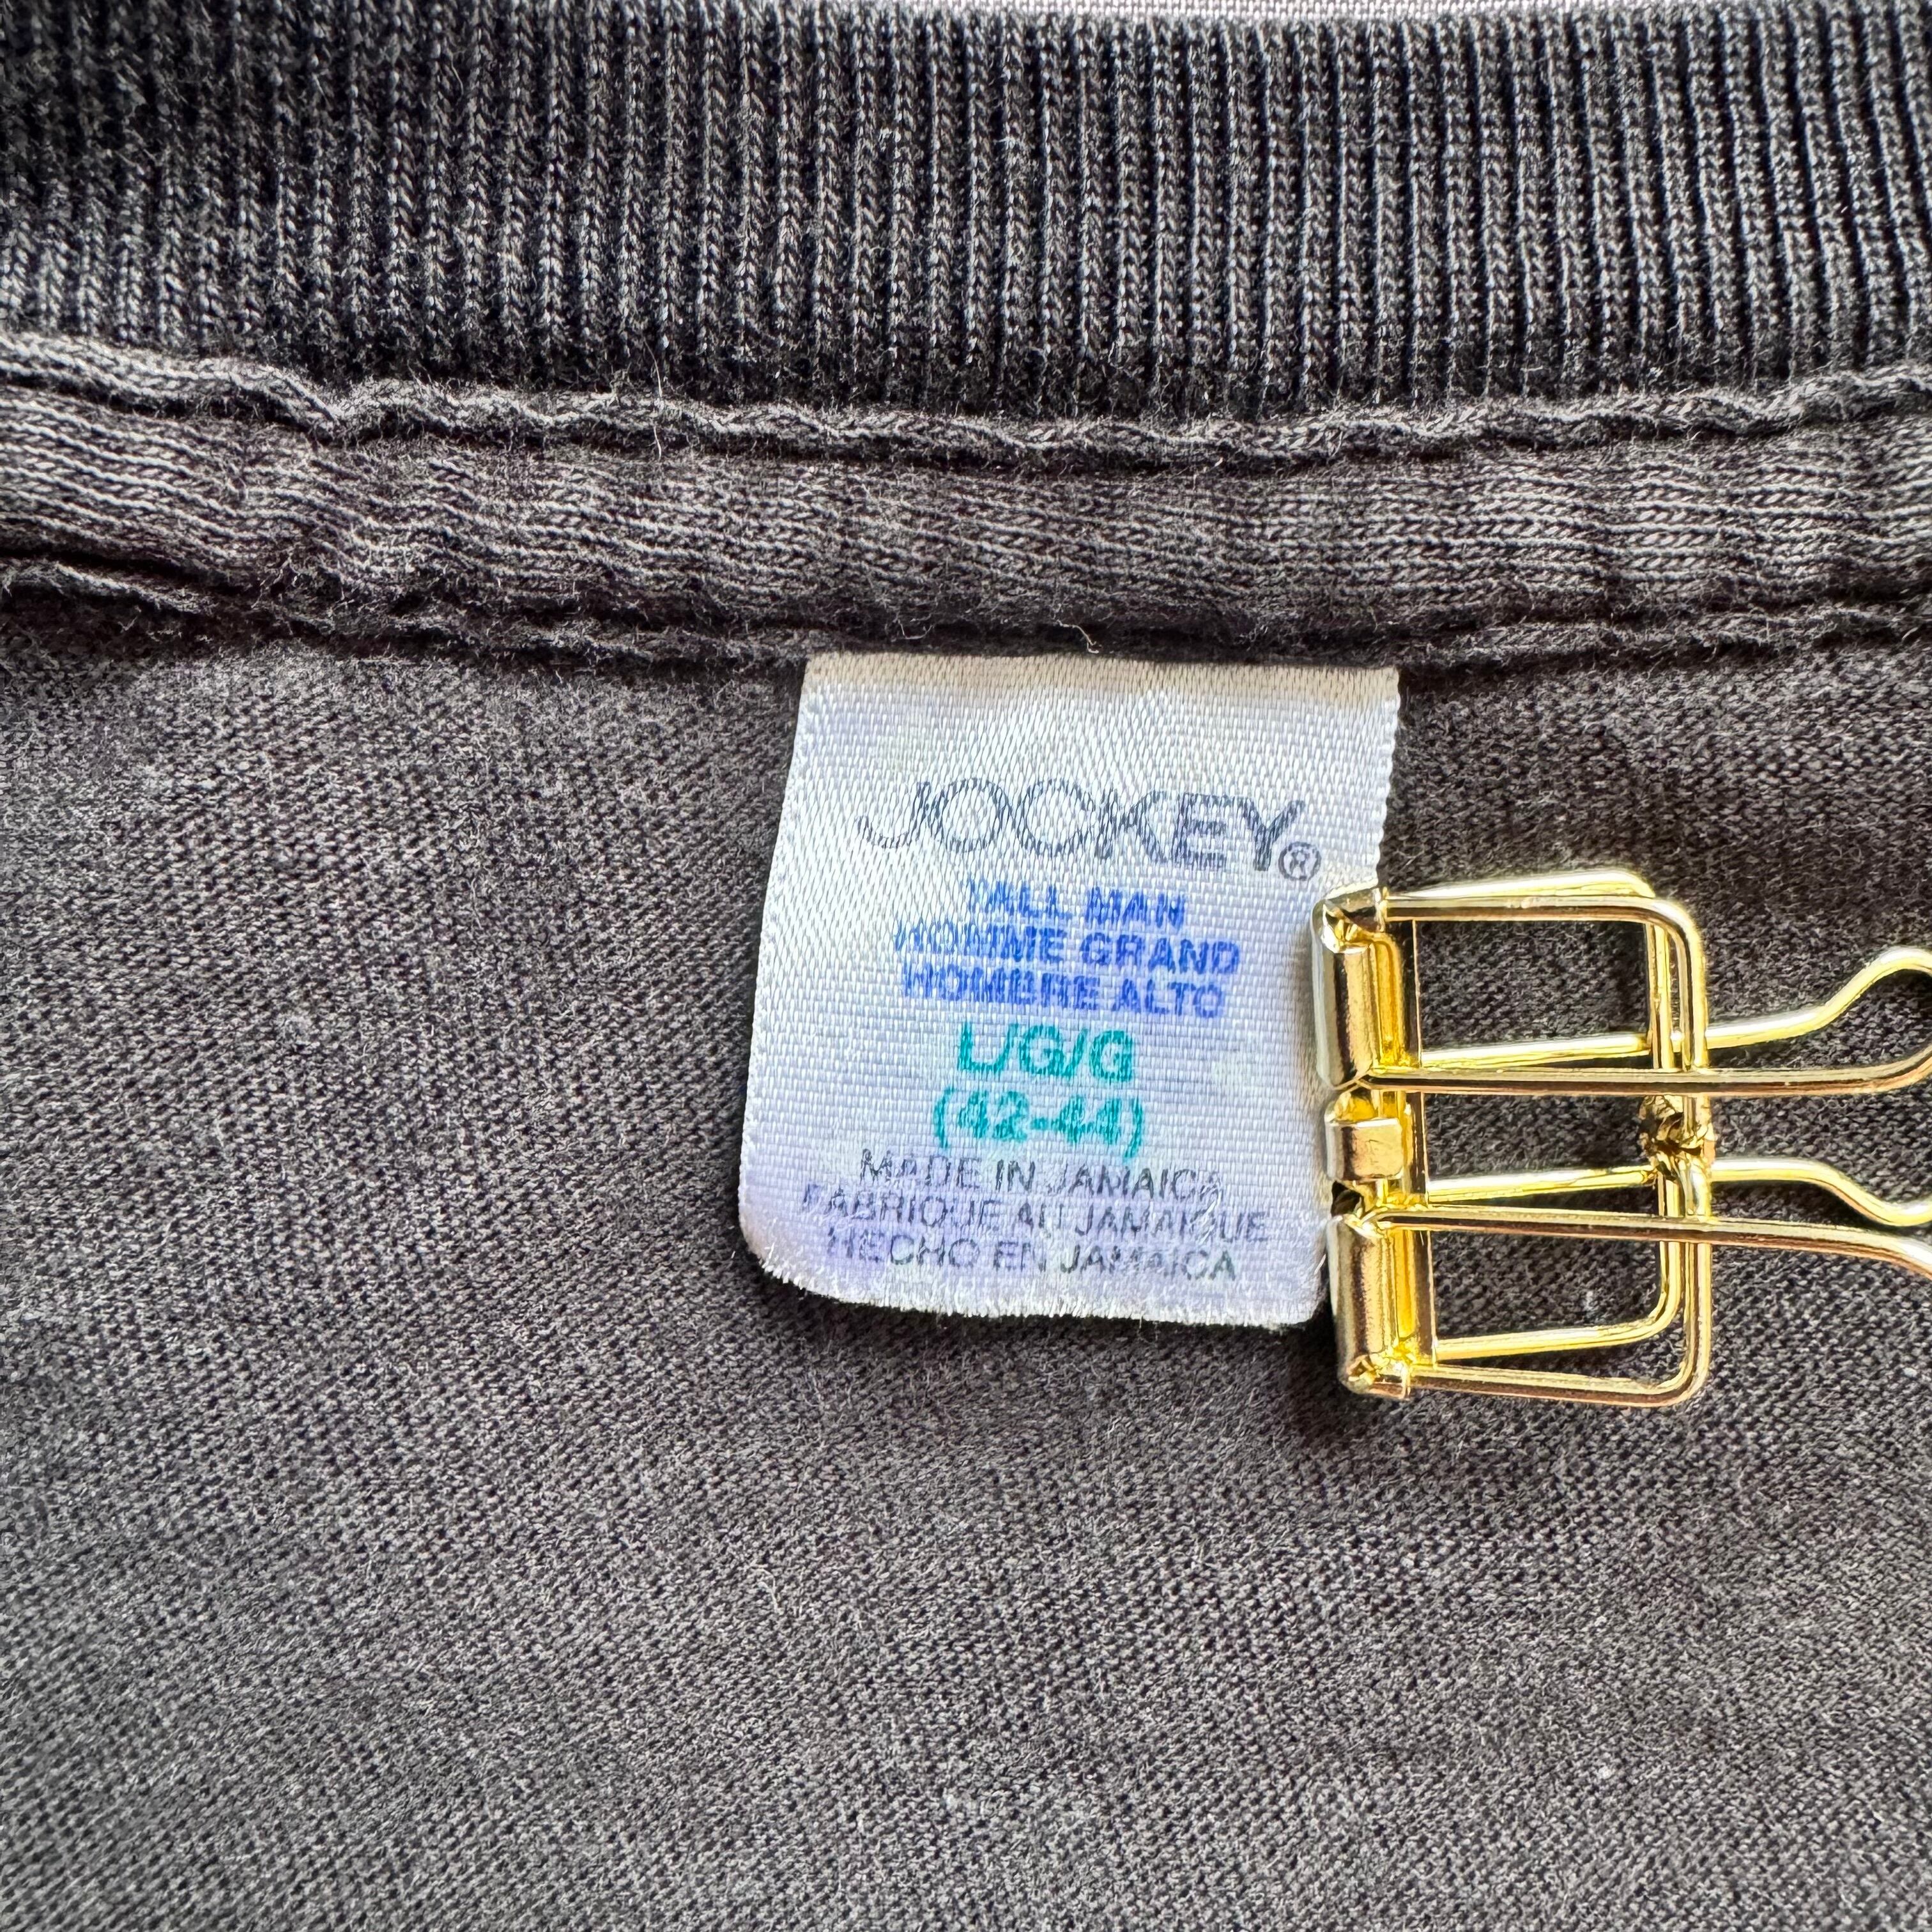 JOCKEY®
TALL MAN
HOMME GRAND
HOMBRE ALTO
L/G/G
(42-44)
MADE IN JAMAICA
FABRIQUE AU JAMAIQUE
HECHO EN JAMAICA